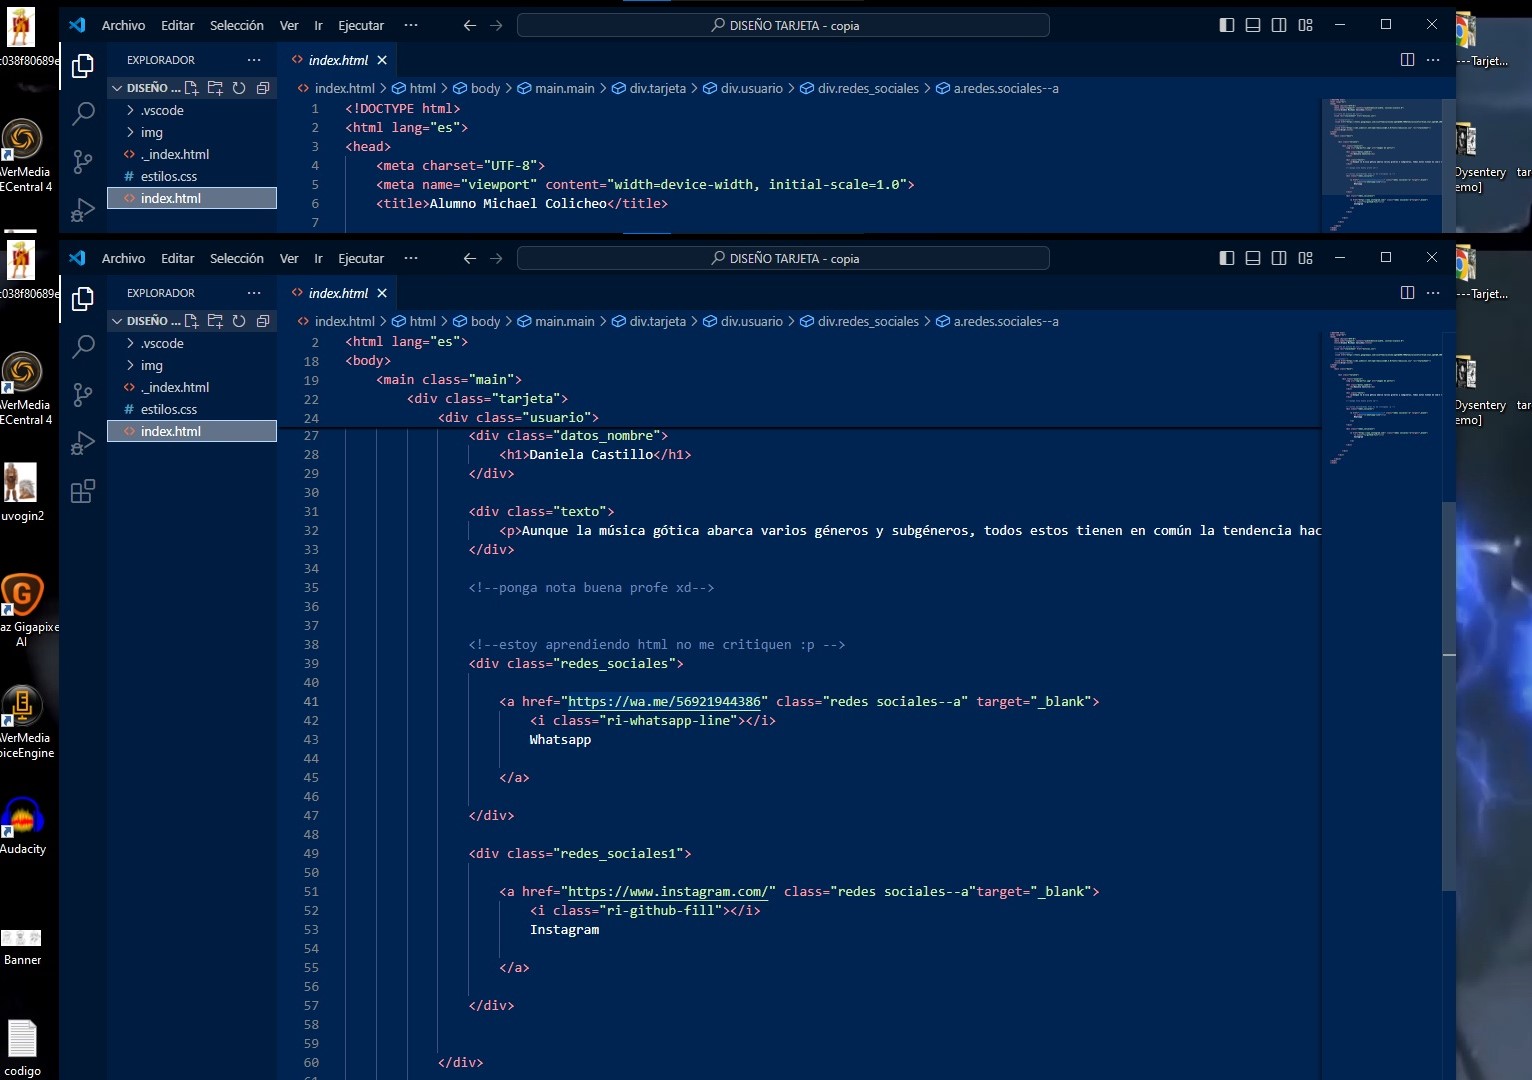 Archivo Editar Selección Ver Ir Ejecutar ··· DISEÑO TARJETA - copia
:038f80689e
EXPLORADOR ··· index.html
---Tarjet...
DISEÑO ...
index.html > html > body > main.main > div.tarjeta > div.usuario > div.redes_sociales > a.redes.sociales--a
.vscode
img
._index.html
estilos.css
index.html
1 <!DOCTYPE html>
2 <html lang="es">
3 <head>
4 <meta charset="UTF-8">
5 <meta name="viewport" content="width=device-width, initial-scale=1.0">
6 <title>Alumno Michael Colicheo</title>
7
AVerMedia
ECentral 4
Dysentery
emo]
tar
Archivo Editar Selección Ver Ir Ejecutar ··· DISEÑO TARJETA - copia
:038f80689e
EXPLORADOR ··· index.html
---Tarjet...
DISEÑO ...
index.html > html > body > main.main > div.tarjeta > div.usuario > div.redes_sociales > a.redes.sociales--a
.vscode
img
._index.html
estilos.css
index.html
2 <html lang="es">
18 <body>
19 <main class="main">
22 <div class="tarjeta">
24 <div class="usuario">
27 <div class="datos_nombre">
28 <h1>Daniela Castillo</h1>
29 </div>
30
31 <div class="texto">
32 <p>Aunque la música gótica abarca varios géneros y subgéneros, todos estos tienen en común la tendencia hac
33 </div>
34
35 <!--ponga nota buena profe xd-->
36
37
38 <!--estoy aprendiendo html no me critiquen :p -->
39 <div class="redes_sociales">
40
41 <a href="https://wa.me/56921944386" class="redes sociales--a" target="_blank">
42 <i class="ri-whatsapp-line"></i>
43 Whatsapp
44
45 </a>
46
47 </div>
48
49 <div class="redes_sociales1">
50
51 <a href="https://www.instagram.com/" class="redes sociales--a"target="_blank">
52 <i class="ri-github-fill"></i>
53 Instagram
54
55 </a>
56
57 </div>
58
59
60 </div>
AVerMedia
ECentral 4
uvogin2
az Gigapixe
AI
AVerMedia
oiceEngine
Audacity
Banner
codigo
Dysentery
emo]
tar